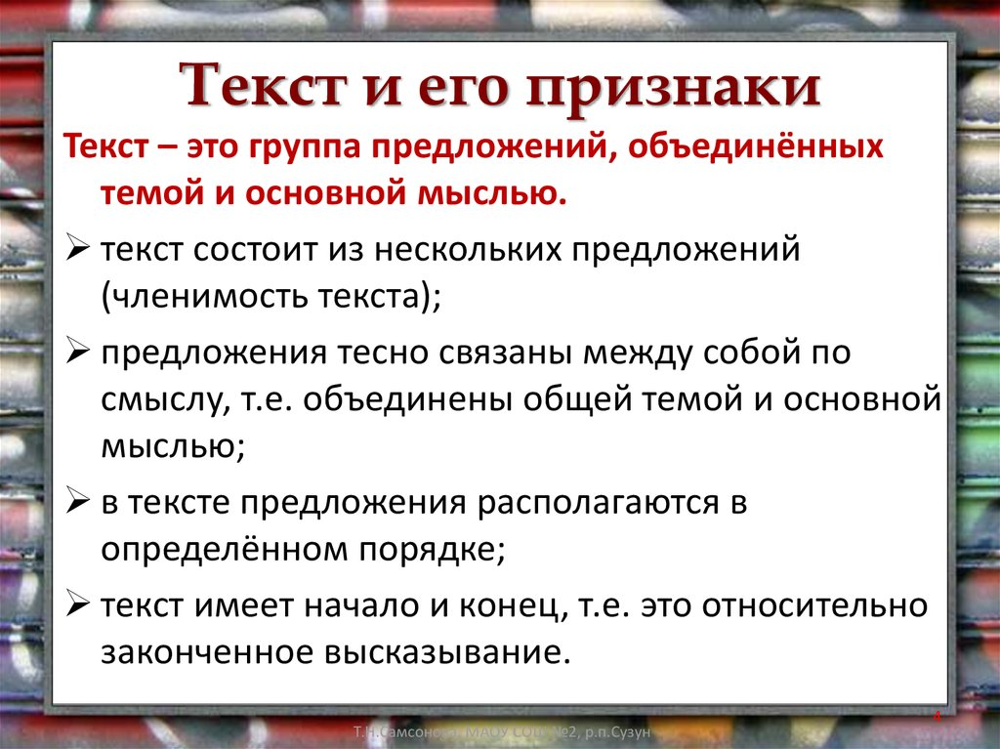 Текст и его признаки
Текст – это группа предложений, объединённых
темой и основной мыслью.
➢ текст состоит из нескольких предложений
(членимость текста);
➢ предложения тесно связаны между собой по
смыслу, т.е. объединены общей темой и основной
мыслью;
➢ в тексте предложения располагаются в
определённом порядке;
➢ текст имеет начало и конец, т.е. это относительно
законченное высказывание.
4
Т.Н.Самсонова, МАОУ СОШ №2, р.п.Сузун